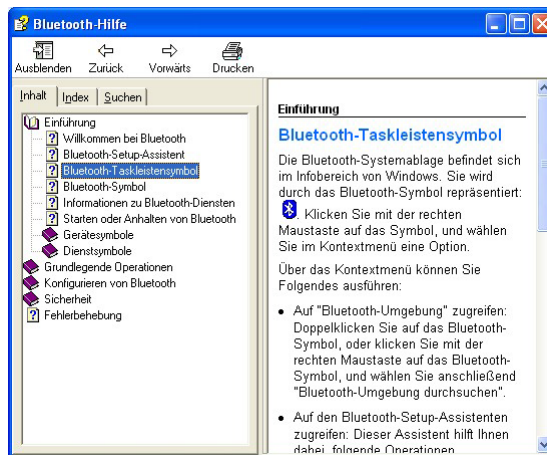 Bluetooth-Hilfe
Ausblenden Zurück Vorwärts Drucken
Inhalt Index Suchen
Einführung
Willkommen bei Bluetooth
Bluetooth-Setup-Assistent
Bluetooth-Taskleistensymbol
Bluetooth-Symbol
Informationen zu Bluetooth-Diensten
Starten oder Anhalten von Bluetooth
Gerätesymbole
Dienstsymbole
Grundlegende Operationen
Konfigurieren von Bluetooth
Sicherheit
Fehlerbehebung
Einführung
Bluetooth-Taskleistensymbol
Die Bluetooth-Systemablage befindet sich
im Infobereich von Windows. Sie wird
durch das Bluetooth-Symbol repräsentiert:
. Klicken Sie mit der rechten
Maustaste auf das Symbol, und wählen
Sie im Kontextmenü eine Option.
Über das Kontextmenü können Sie
Folgendes ausführen:
• Auf "Bluetooth-Umgebung" zugreifen:
Doppelklicken Sie auf das Bluetooth-
Symbol, oder klicken Sie mit der
rechten Maustaste auf das Bluetooth-
Symbol, und wählen Sie anschließend
"Bluetooth-Umgebung durchsuchen".
• Auf den Bluetooth-Setup-Assistenten
zugreifen: Dieser Assistent hilft Ihnen
dabei, folgende Operationen